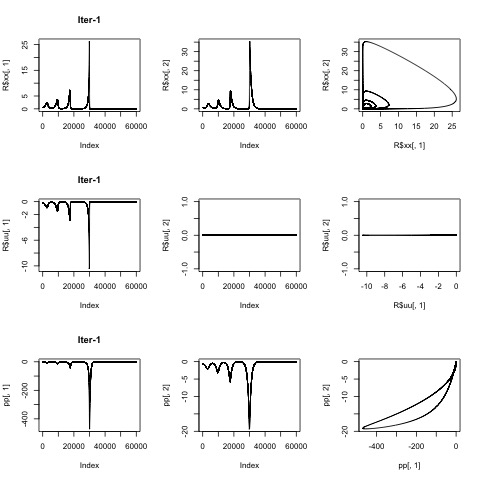 Iter-1
R$xx[, 1]
0 5 10 15 20 25
0 20000 40000 60000
Index
R$xx[, 2]
0 10 20 30
0 20000 40000 60000
Index
R$xx[, 2]
0 10 20 30
0 5 10 15 20 25
R$xx[, 1]
Iter-1
R$uu[, 1]
-10 -6 -2 0
0 20000 40000 60000
Index
R$uu[, 2]
-1.0 0.0 1.0
0 20000 40000 60000
Index
R$uu[, 2]
-1.0 0.0 1.0
-10 -8 -6 -4 -2 0
R$uu[, 1]
Iter-1
pp[, 1]
-400 -200 0
0 20000 40000 60000
Index
pp[, 2]
-20 -15 -10 -5 0
0 20000 40000 60000
Index
pp[, 2]
-20 -15 -10 -5 0
-400 -200 0
pp[, 1]